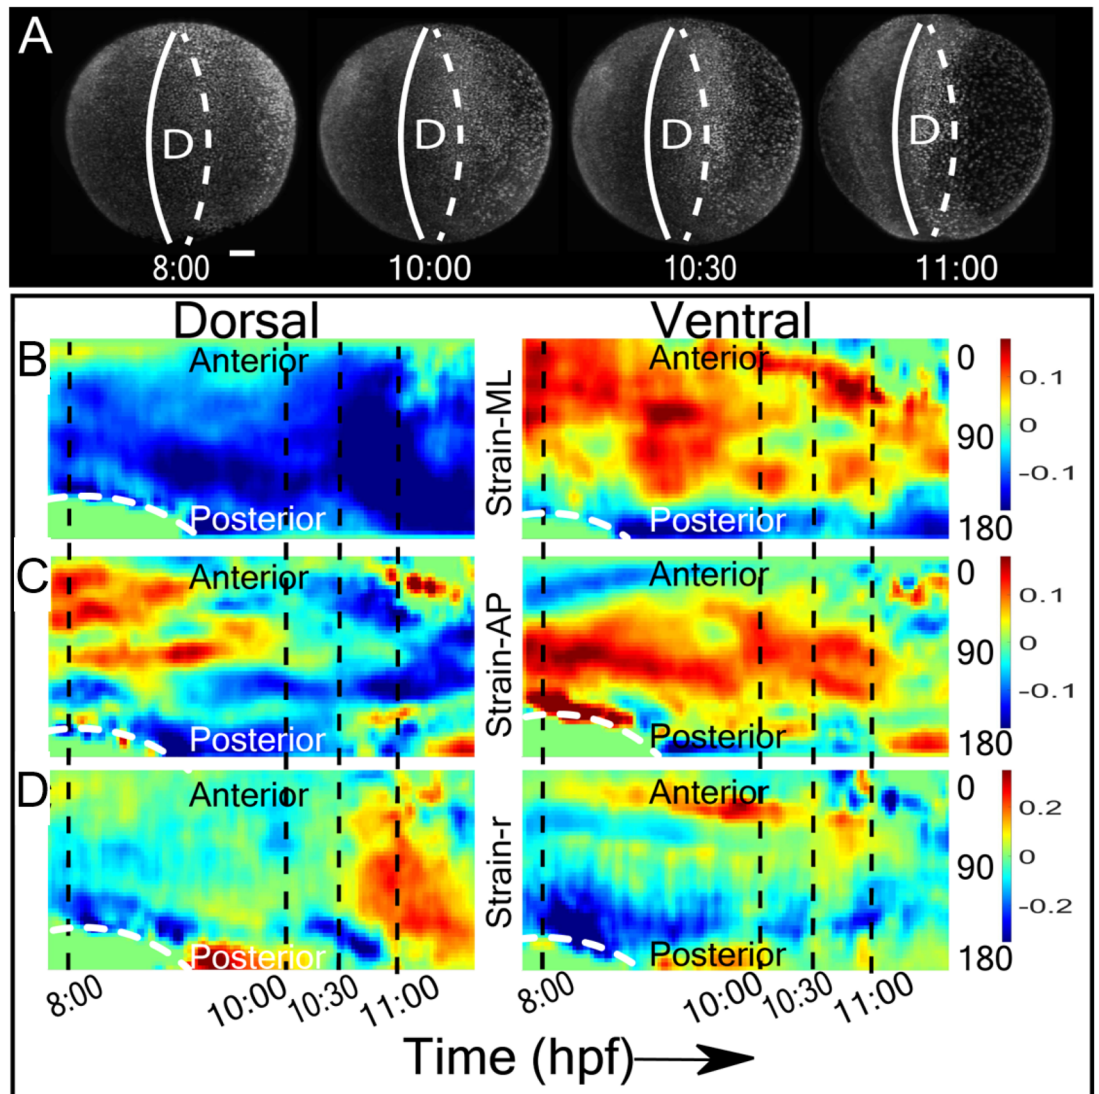 A
D
D
D
D
8:00
10:00
10:30
11:00
Dorsal
Ventral
B
Anterior
Posterior
Strain-ML
Anterior
Posterior
0
90
180
0.1
0
-0.1
C
Anterior
Posterior
Strain-AP
Anterior
Posterior
0
90
180
0.1
0
-0.1
D
Anterior
Posterior
Strain-r
Anterior
Posterior
0
90
180
0.2
0
-0.2
8:00
10:00
10:30
11:00
8:00
10:00
10:30
11:00
Time (hpf)